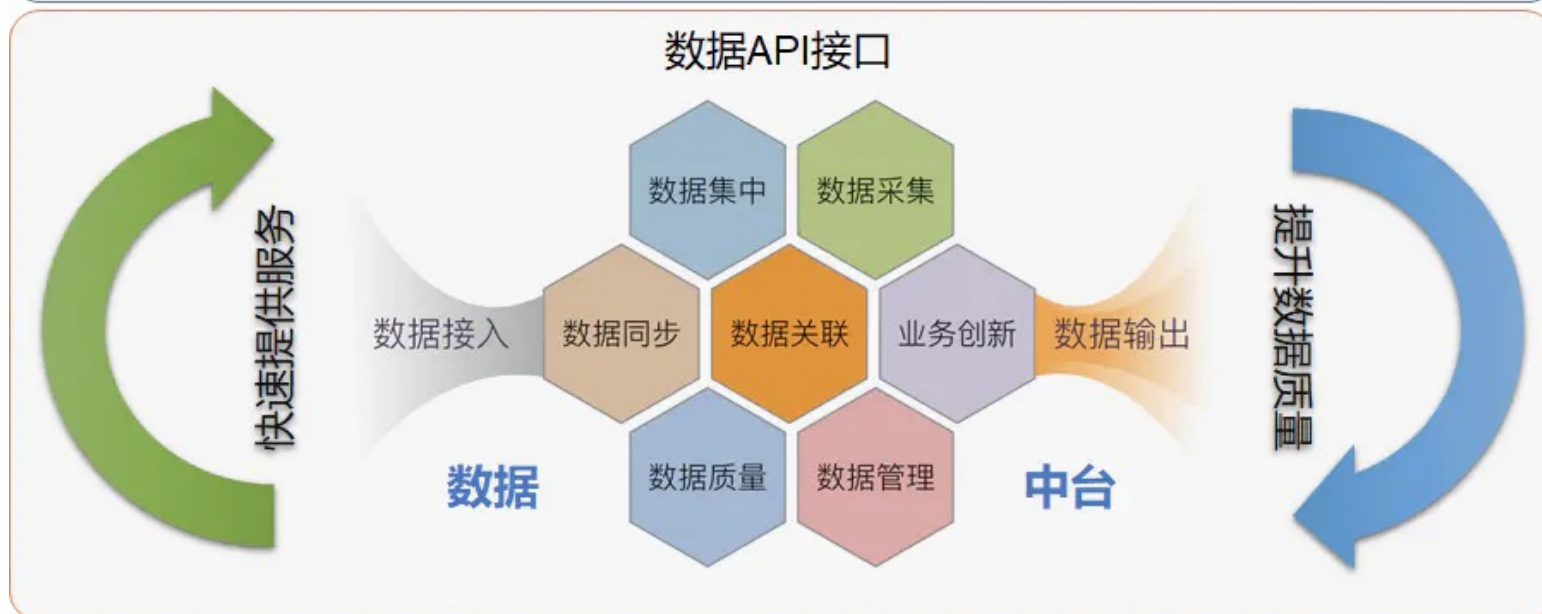 数据API接口
数据集中
数据采集
快速提供服务
数据接入
数据同步
数据关联
业务创新
数据输出
提升数据质量
数据
数据质量
数据管理
中台